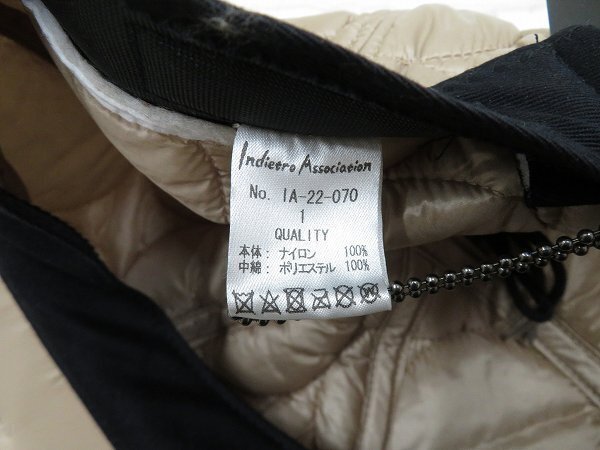 Indietro Association
No. IA-22-070
1
QUALITY
本体: ナイロン 100%
中綿: ポリエステル 100%